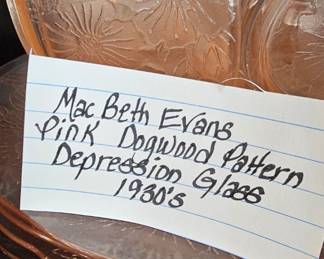 Mac Beth Evans
Pink Dogwood Pattern
Depression Glass
1930's